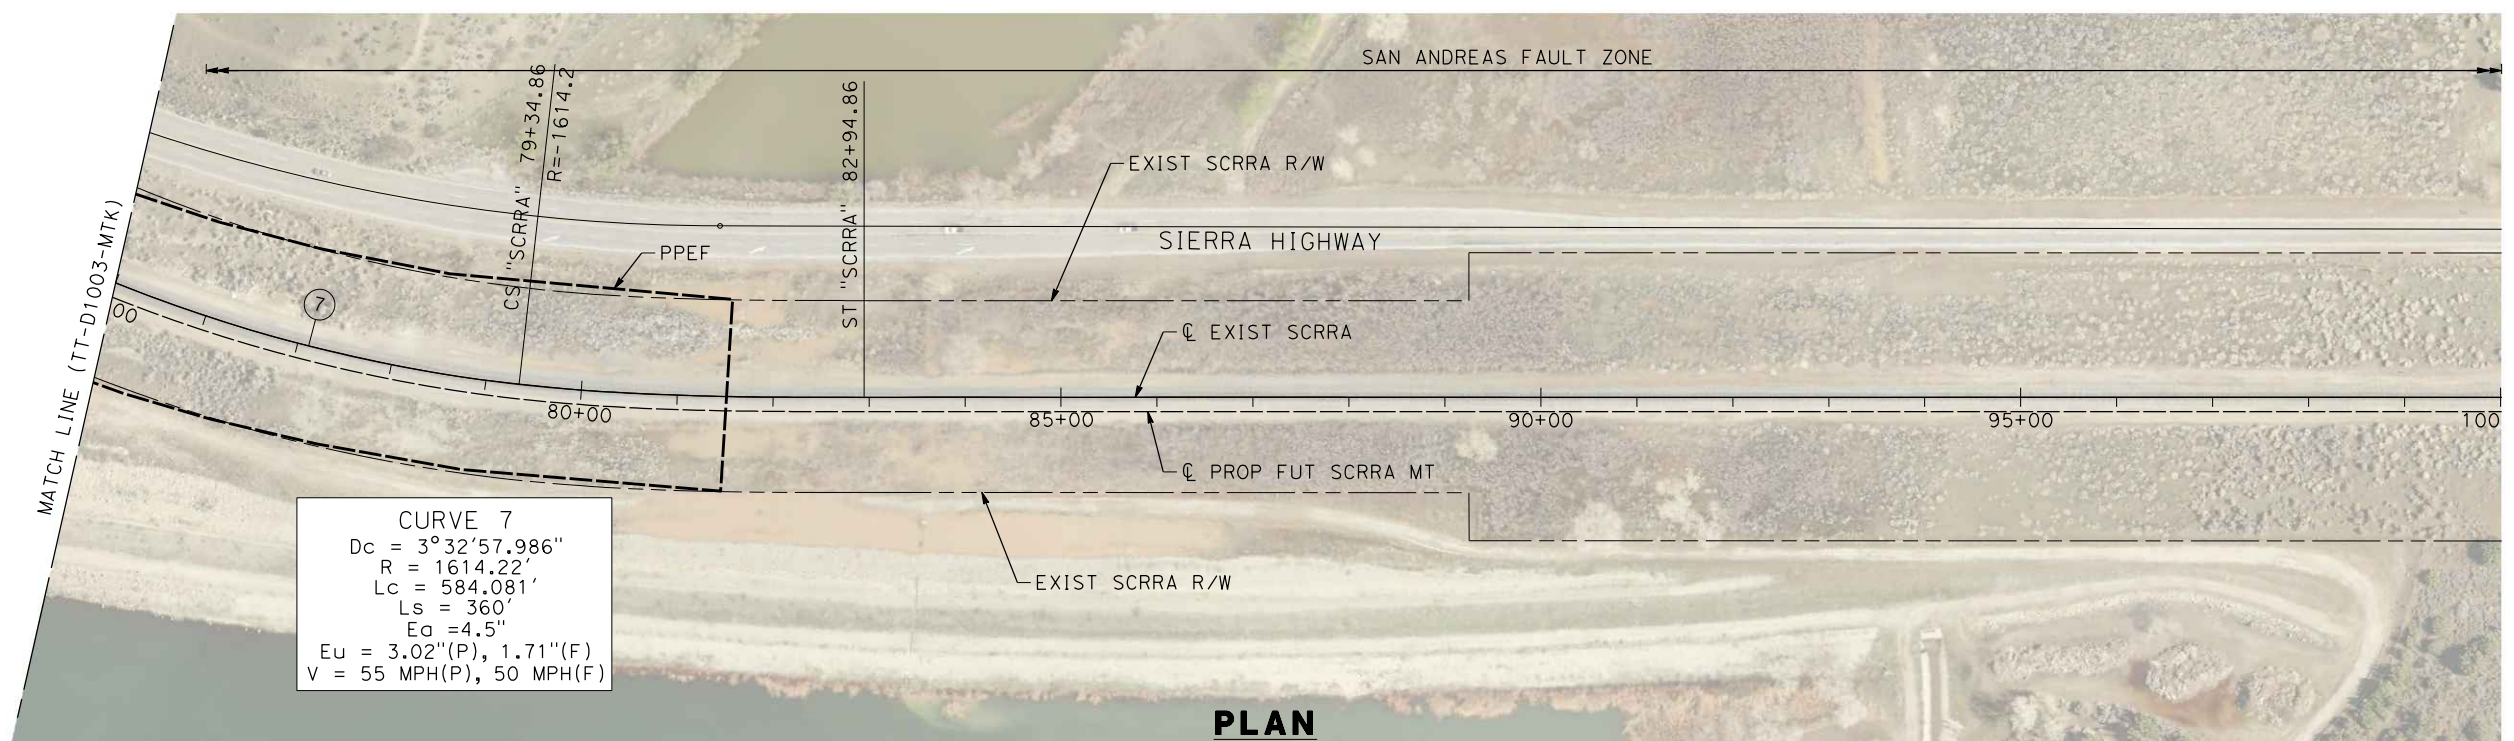 SAN ANDREAS FAULT ZONE
CS "SCRRA" 79+34.86
R=-1614.2
ST "SCRRA" 82+94.86
EXIST SCRRA R/W
SIERRA HIGHWAY
PPEF
MATCH LINE (TT-D1003-MTK)
7
00
℄ EXIST SCRRA
80+00
85+00
90+00
95+00
100
℄ PROP FUT SCRRA MT
EXIST SCRRA R/W
CURVE 7
Dc = 3°32'57.986"
R = 1614.22'
Lc = 584.081'
Ls = 360'
Ea =4.5"
Eu = 3.02"(P), 1.71"(F)
V = 55 MPH(P), 50 MPH(F)
PLAN